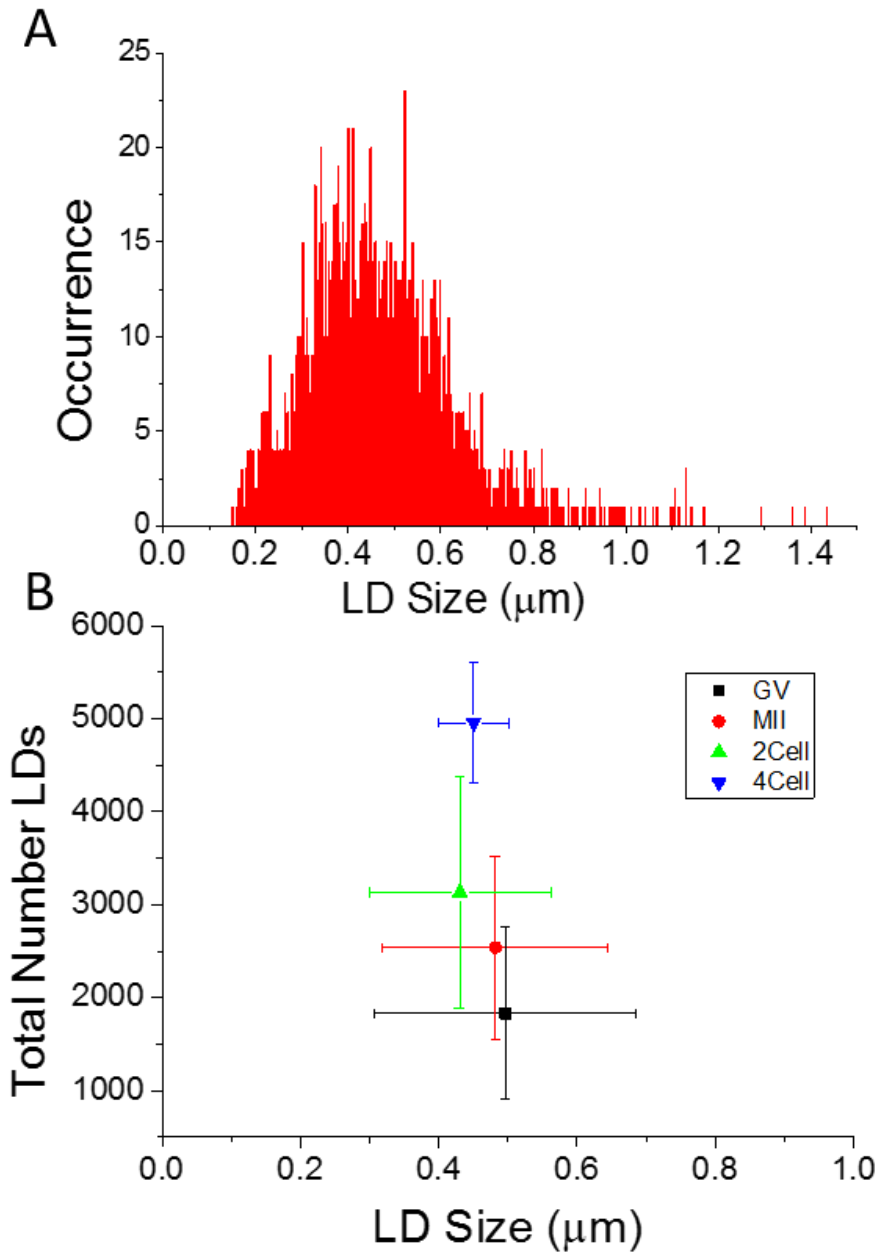 A
25
20
15
10
5
0
Occurrence
0.0 0.2 0.4 0.6 0.8 1.0 1.2 1.4
LD Size (μm)
B
6000
5000
4000
3000
2000
1000
Total Number LDs
GV
MII
2Cell
4Cell
0.0 0.2 0.4 0.6 0.8 1.0
LD Size (μm)